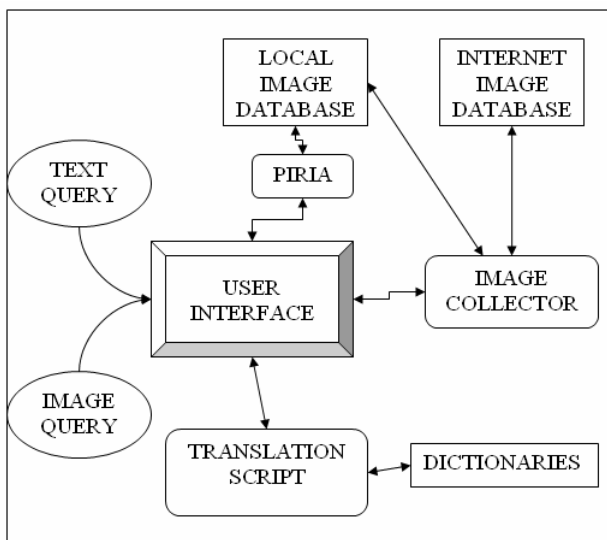 LOCAL
IMAGE
DATABASE
INTERNET
IMAGE
DATABASE
TEXT
QUERY
PIRIA
USER
INTERFACE
IMAGE
COLLECTOR
IMAGE
QUERY
TRANSLATION
SCRIPT
DICTIONARIES